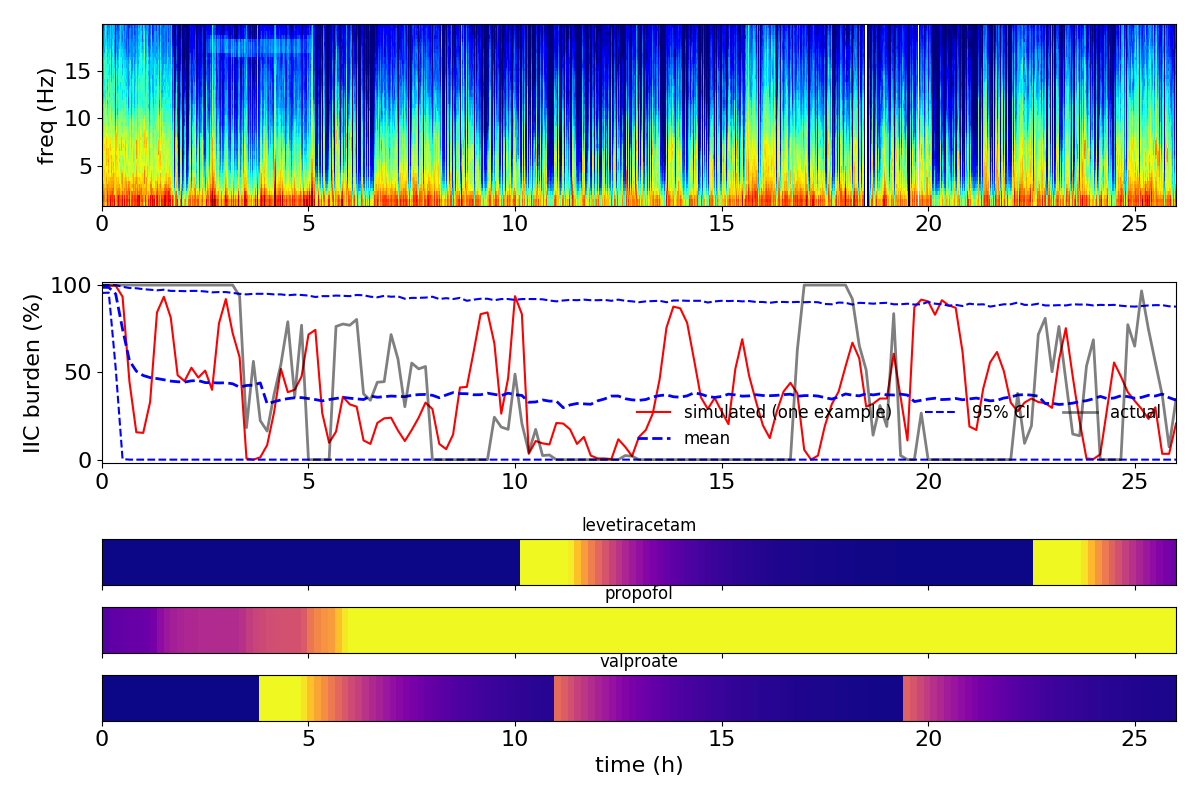 freq (Hz)
15
10
5
0 5 10 15 20 25
IIC burden (%)
100
50
0
simulated (one example) 95% CI actual
mean
0 5 10 15 20 25
levetiracetam
propofol
valproate
0 5 10 15 20 25
time (h)